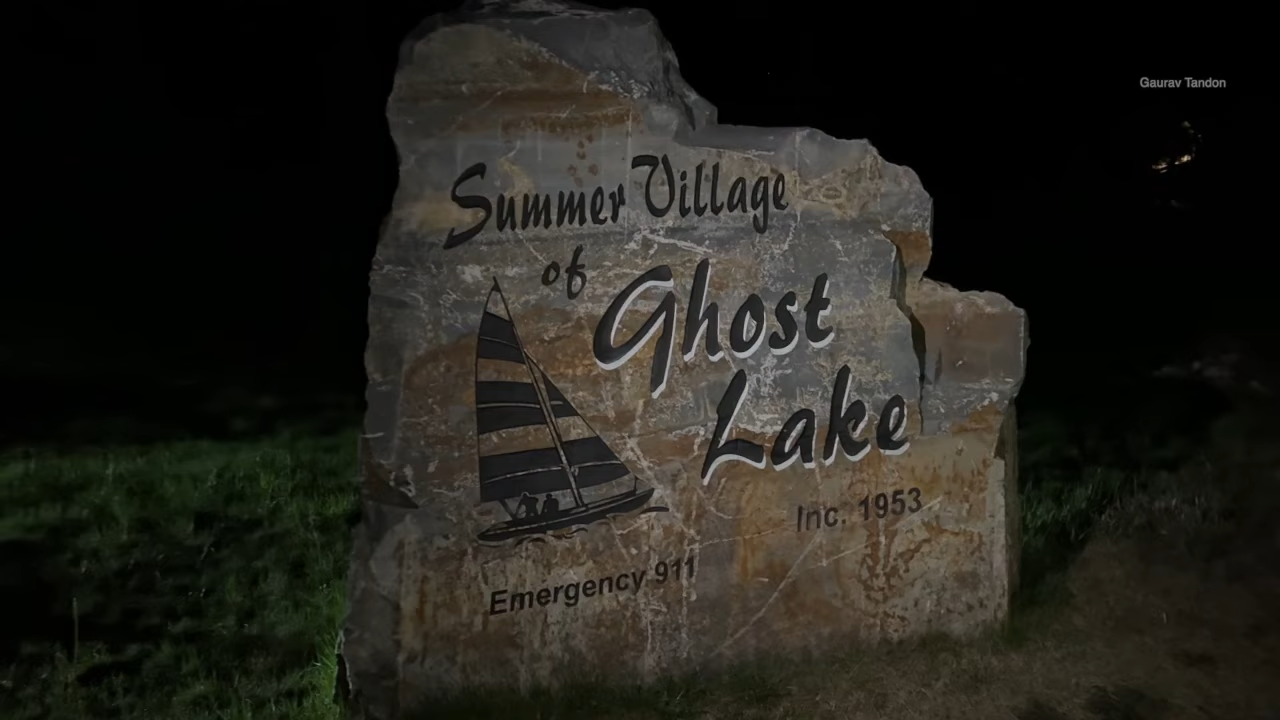 Gaurav Tandon
Summer Village
of
Ghost
Lake
Inc. 1953
Emergency 911